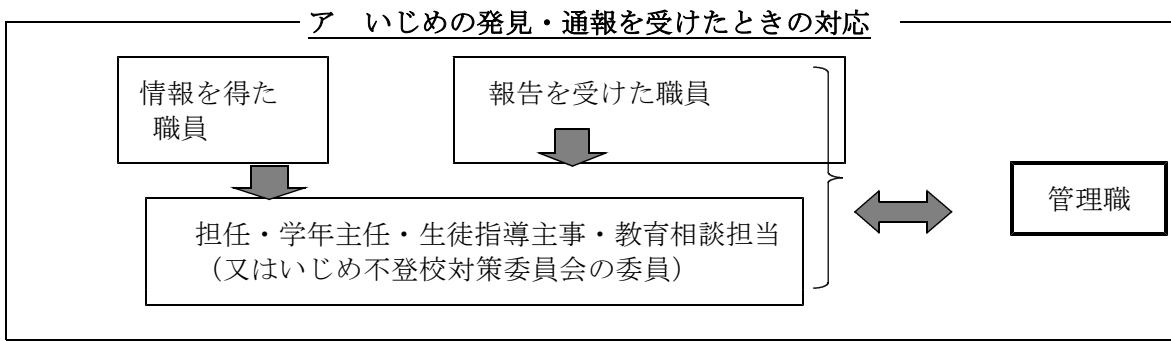 ア　いじめの発見・通報を受けたときの対応
情報を得た
職員
報告を受けた職員
管理職
担任・学年主任・生徒指導主事・教育相談担当
（又はいじめ不登校対策委員会の委員）